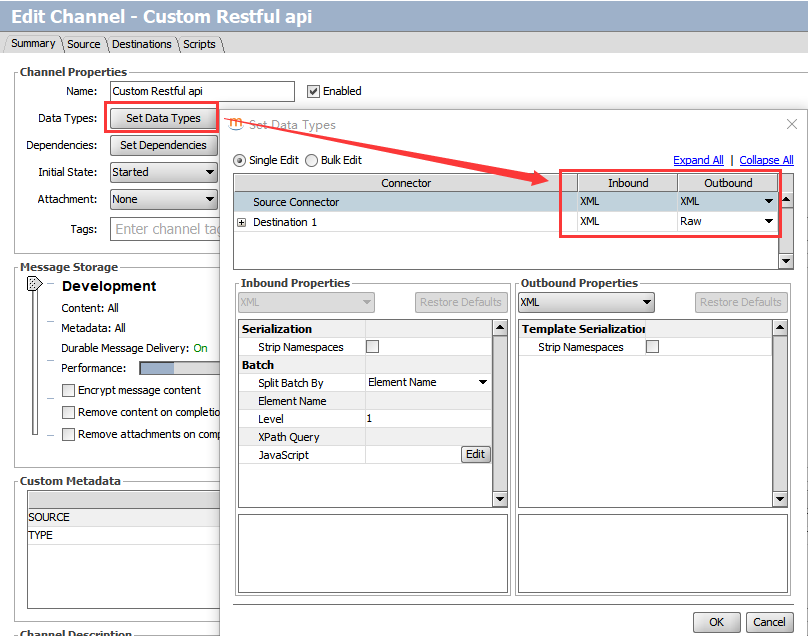 Edit Channel - Custom Restful api
Summary Source Destinations Scripts
Channel Properties
Name: Custom Restful api Enabled
Data Types: Set Data Types
Dependencies: Set Dependencies
Initial State: Started
Attachment: None
Tags: Enter channel tag
Message Storage
Development
Content: All
Metadata: All
Durable Message Delivery: On
Performance:
Encrypt message content
Remove content on completio
Remove attachments on comp
Custom Metadata
SOURCE
TYPE
Channel Description
m Set Data Types
Single Edit Bulk Edit Expand All | Collapse All
Connector Inbound Outbound
Source Connector XML XML
Destination 1 XML Raw
Inbound Properties
XML Restore Defaults
Serialization
Strip Namespaces
Batch
Split Batch By Element Name
Element Name
Level 1
XPath Query
JavaScript Edit
Outbound Properties
XML Restore Defaults
Template Serialization
Strip Namespaces
OK Cancel